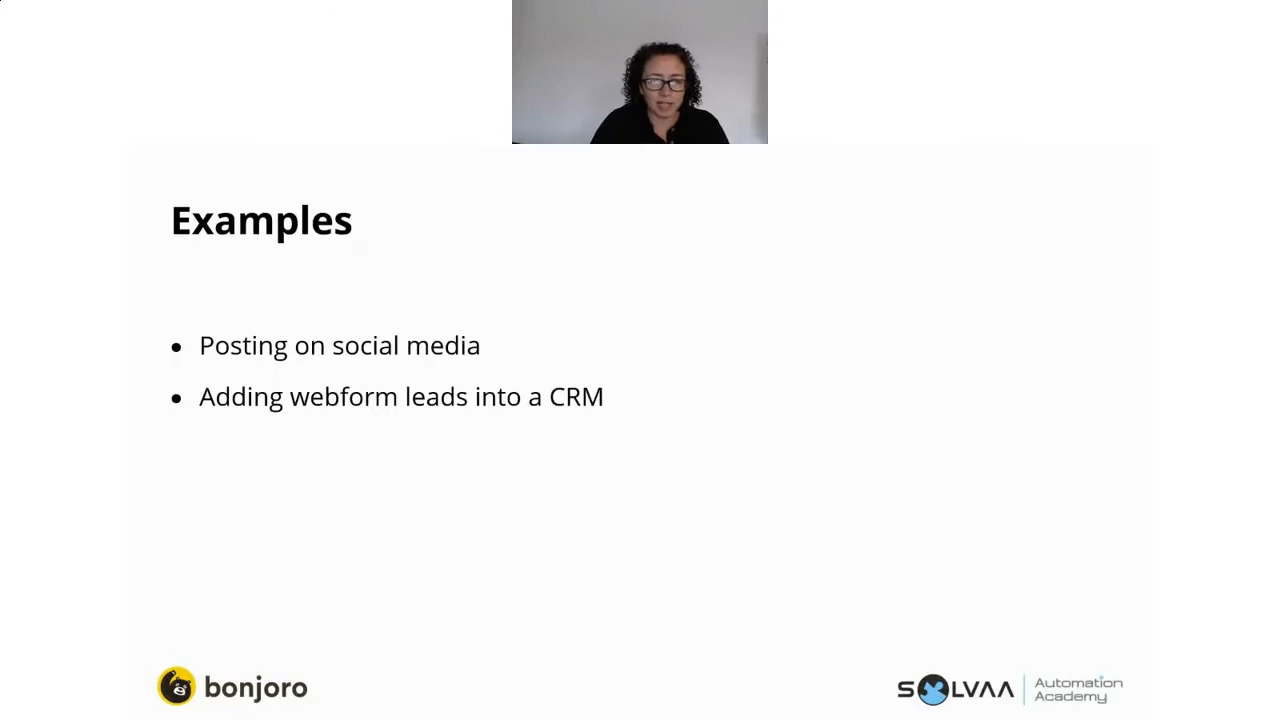 Examples
• Posting on social media
• Adding webform leads into a CRM
bonjoro
SOLVAA Automation
Academy